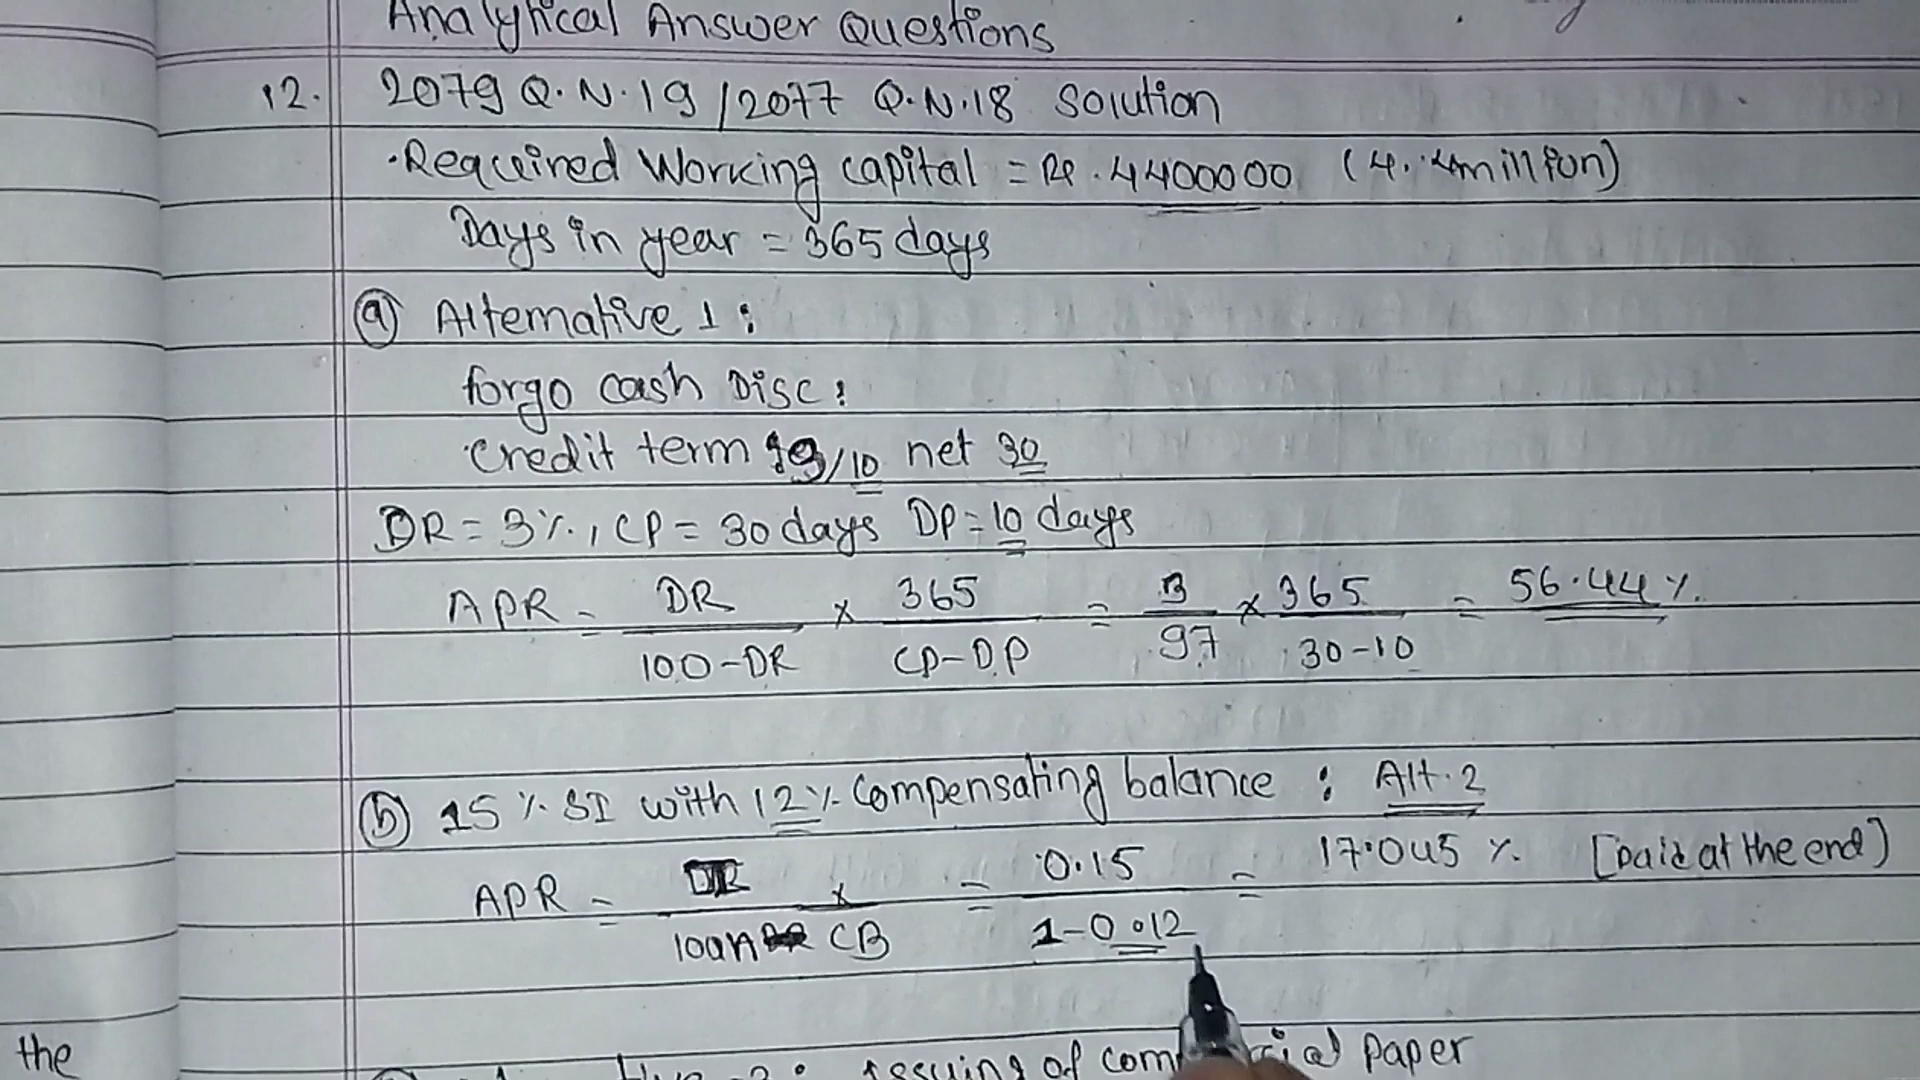 Analytical Answer Questions
12. 2079 Q.N.19 / 2077 Q.N.18 Solution
Required Working capital = Rs. 4400000 (4.4million)
Days in year = 365 days
(a) Alternative 1 :
forgo cash Disc :
Credit term 3/10 net 30
DR = 3%, CP = 30 days DP = 10 days
APR = DR / 100-DR × 365 / CP-DP = 3 / 97 × 365 / 30-10 = 56.44 %.
(b) 15 % SI with 12% Compensating balance : Alt. 2
APR = / loan CB = 0.15 / 1-0.12 = 17.045 %. [paid at the end]
issuing of commercial paper
the